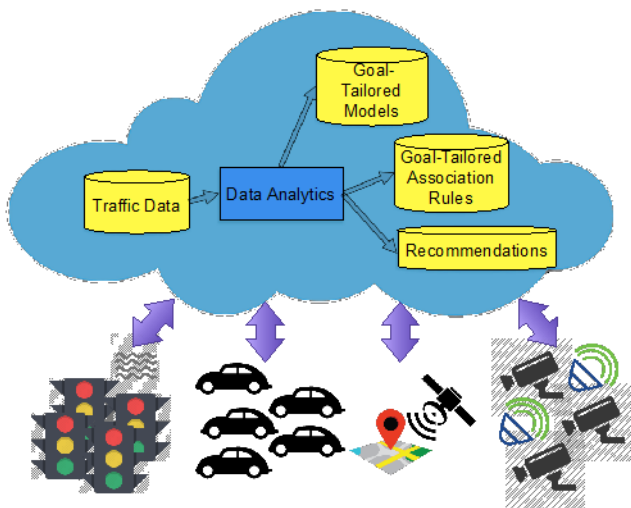 Goal-
Tailored
Models
Goal-Tailored
Association
Rules
Traffic Data
Data Analytics
Recommendations